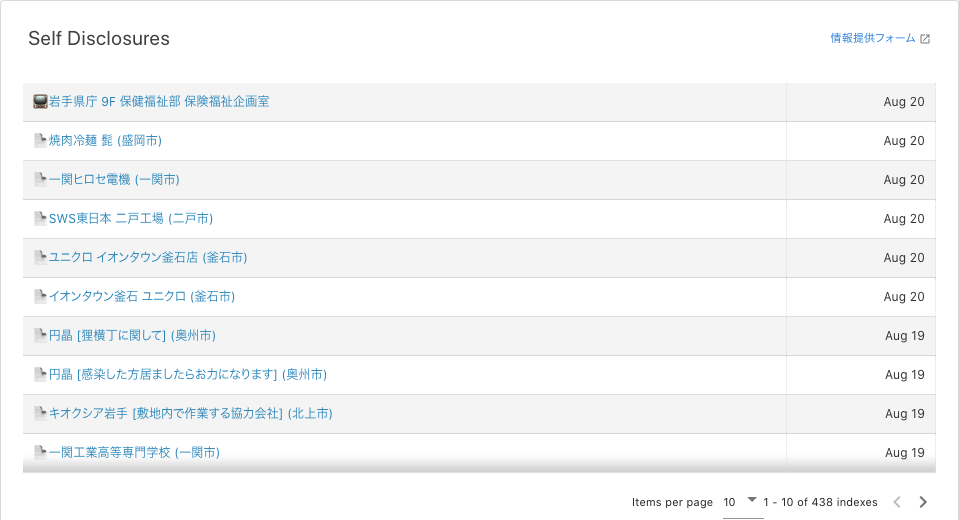 Self Disclosures
情報提供フォーム
岩手県庁 9F 保健福祉部 保険福祉企画室 Aug 20
焼肉冷麺 髭 (盛岡市) Aug 20
一関ヒロセ電機 (一関市) Aug 20
SWS東日本 二戸工場 (二戸市) Aug 20
ユニクロ イオンタウン釜石店 (釜石市) Aug 20
イオンタウン釜石 ユニクロ (釜石市) Aug 20
円晶 [狸横丁に関して] (奥州市) Aug 19
円晶 [感染した方居ましたらお力になります] (奥州市) Aug 19
キオクシア岩手 [敷地内で作業する協力会社] (北上市) Aug 19
一関工業高等専門学校 (一関市) Aug 19
Items per page 10 1 - 10 of 438 indexes